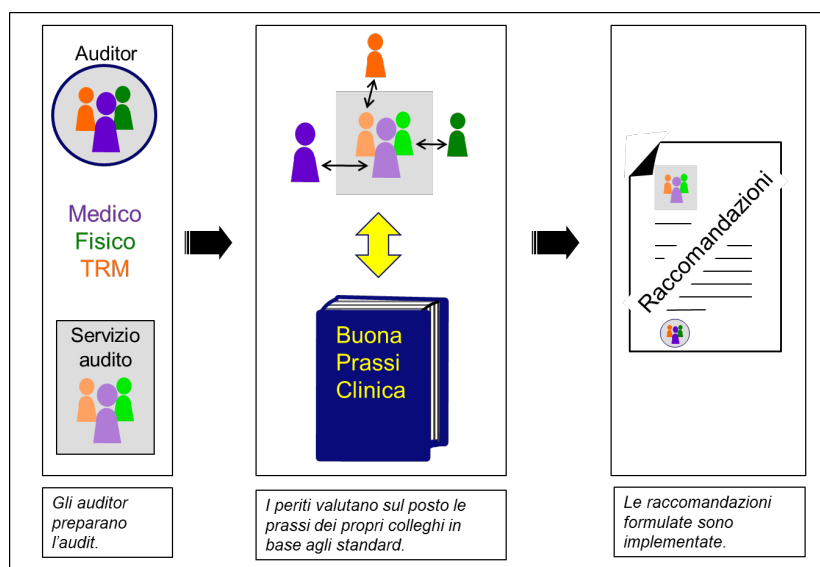 Auditor
Medico
Fisico
TRM
Servizio
audito
Gli auditor
preparano
l'audit.
Buona
Prassi
Clinica
I periti valutano sul posto le
prassi dei propri colleghi in
base agli standard.
Raccomandazioni
Le raccomandazioni
formulate sono
implementate.